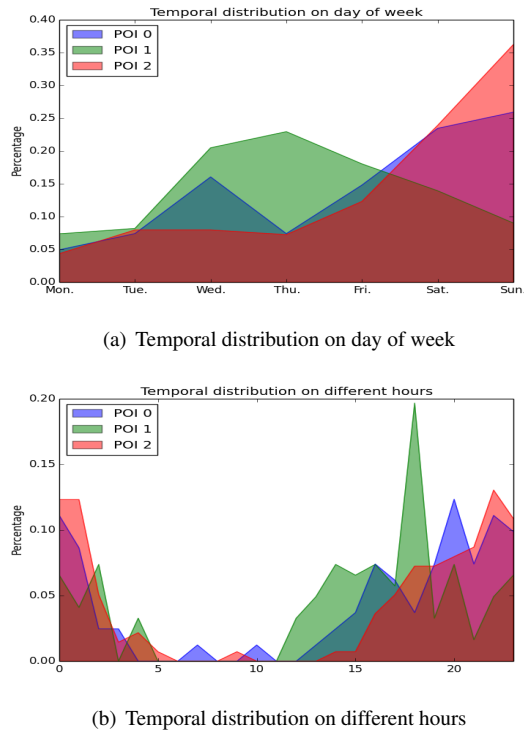 Temporal distribution on day of week
0.40
0.35
0.30
0.25
0.20
0.15
0.10
0.05
0.00
Percentage
POI 0
POI 1
POI 2
Mon. Tue. Wed. Thu. Fri. Sat. Sun.
(a) Temporal distribution on day of week
Temporal distribution on different hours
0.20
0.15
0.10
0.05
0.00
Percentage
POI 0
POI 1
POI 2
0 5 10 15 20
(b) Temporal distribution on different hours